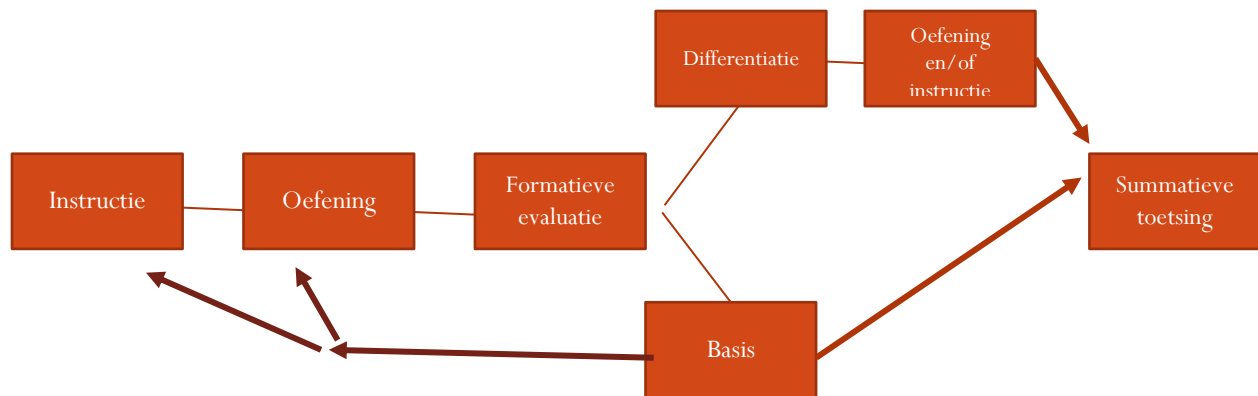 Differentiatie
Oefening
en/of
instructie
Instructie
Oefening
Formatieve
evaluatie
Summatieve
toetsing
Basis